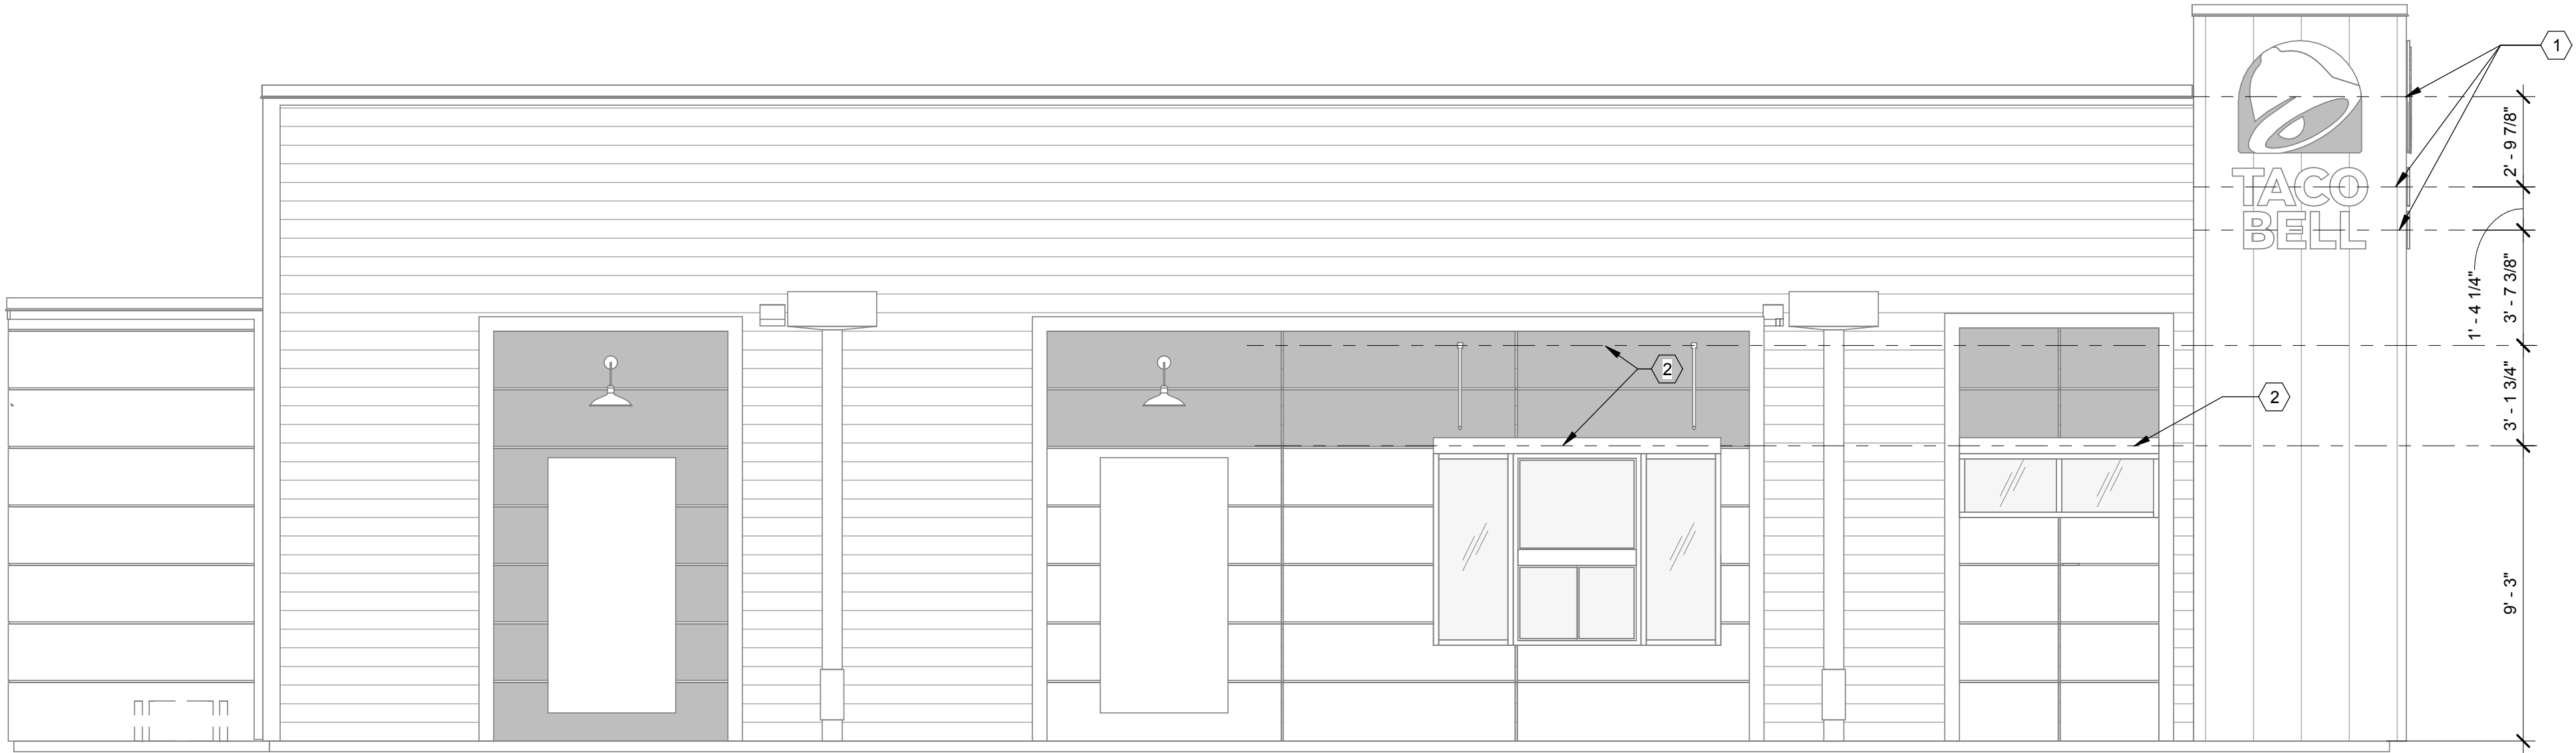 1
2' - 9 7/8"
TACO
BELL
1' - 4 1/4"
3' - 7 3/8"
2
3' - 1 3/4"
2
9' - 3"